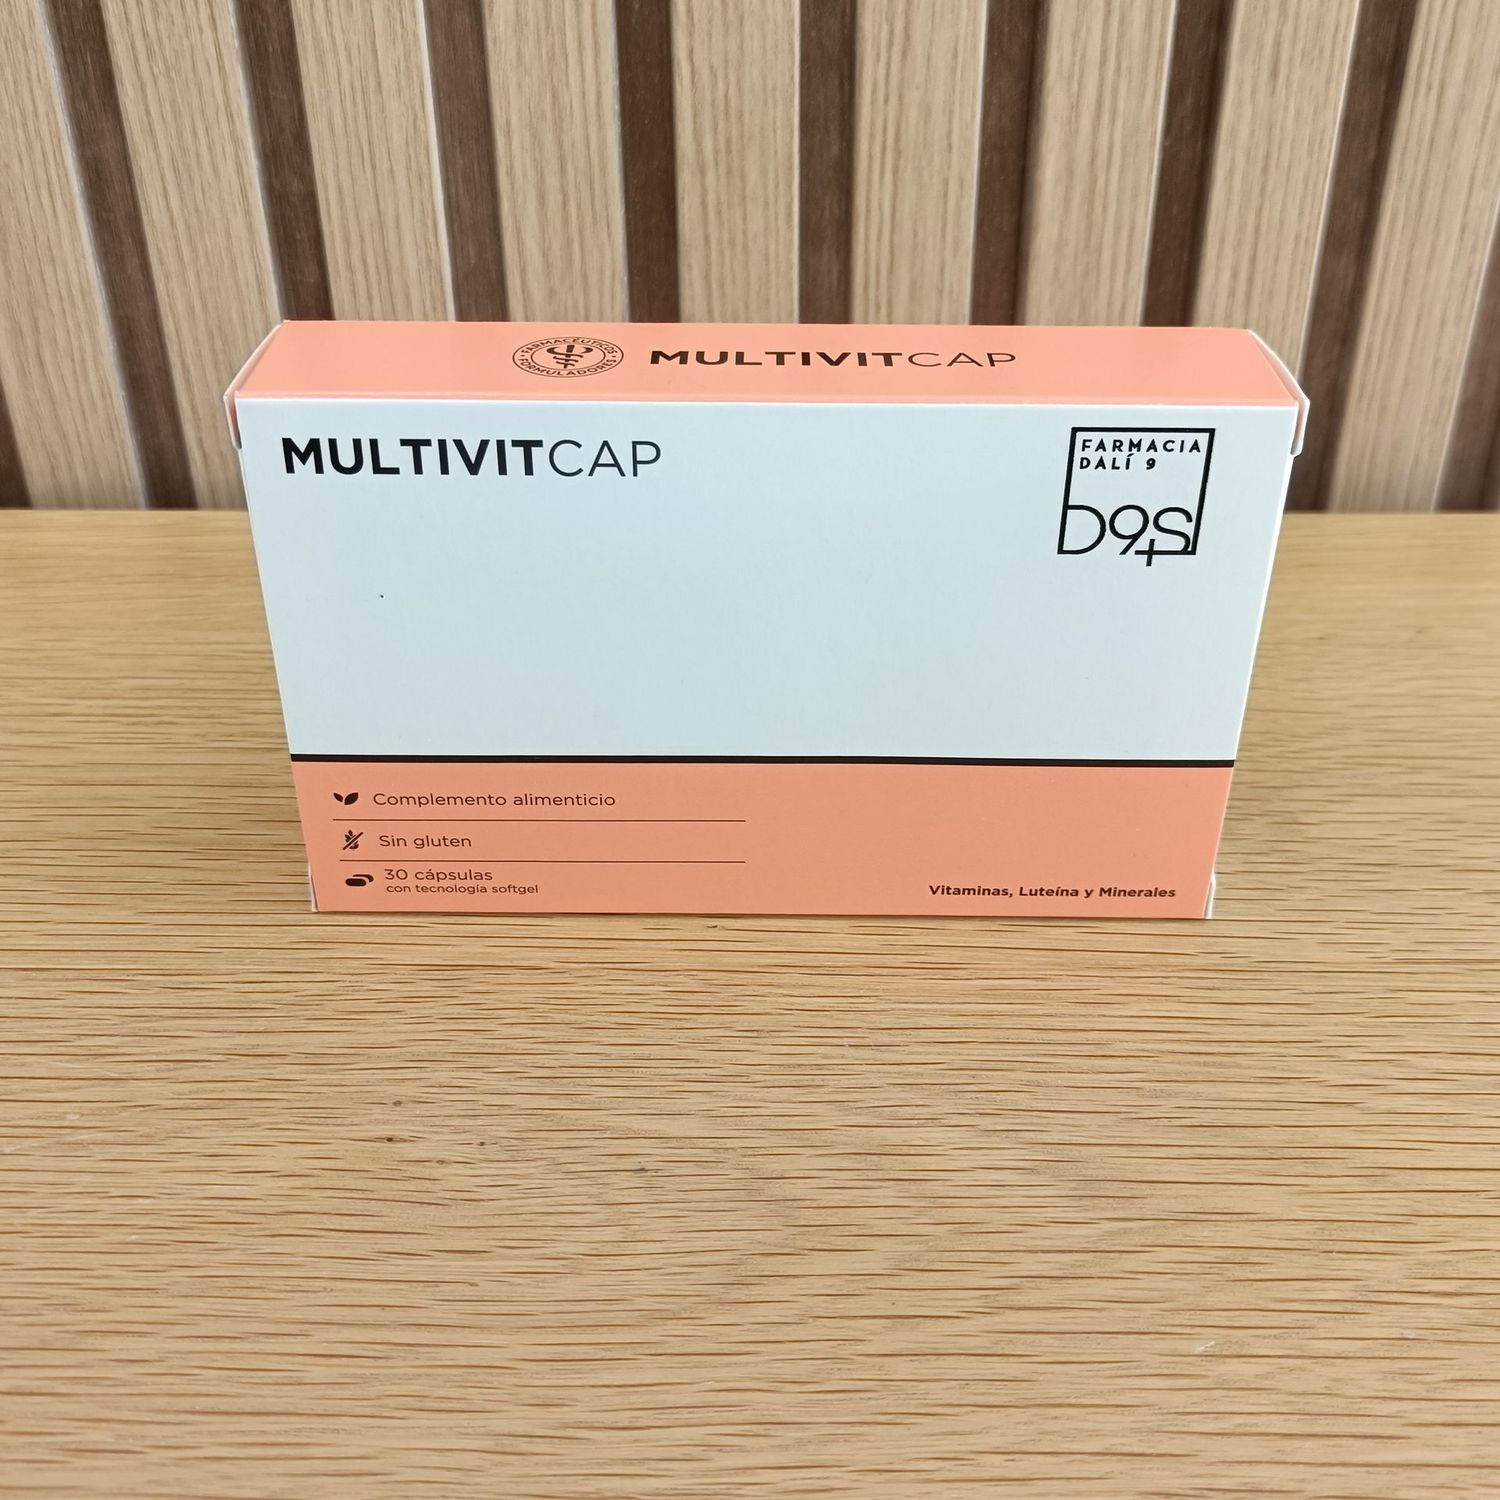 FARMACÉUTICOS
FORMULADORES
MULTIVITCAP
MULTIVITCAP
FARMACIA
DALÍ 9
D9+S
Complemento alimenticio
Sin gluten
30 cápsulas
con tecnología softgel
Vitaminas, Luteína y Minerales